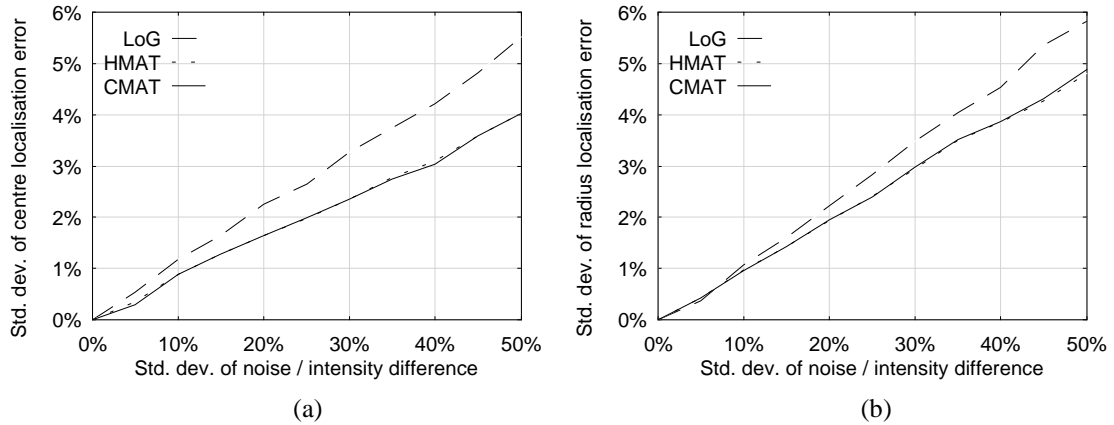 6%
5%
4%
3%
2%
1%
0%
Std. dev. of centre localisation error
LoG
HMAT
CMAT
0% 10% 20% 30% 40% 50%
Std. dev. of noise / intensity difference
(a)
6%
5%
4%
3%
2%
1%
0%
Std. dev. of radius localisation error
LoG
HMAT
CMAT
0% 10% 20% 30% 40% 50%
Std. dev. of noise / intensity difference
(b)